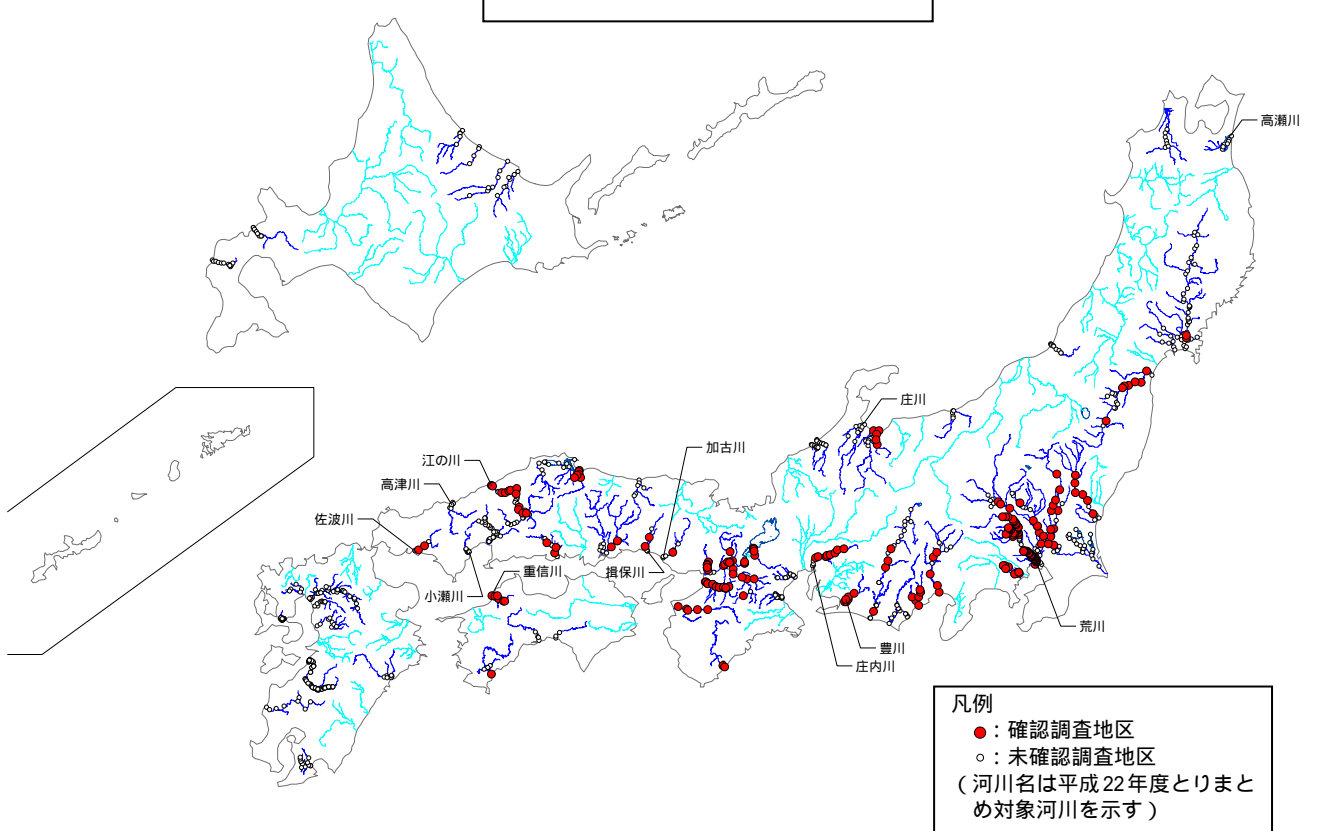 高瀬川
庄川
加古川
江の川
高津川
佐波川
重信川
揖保川
小瀬川
荒川
豊川
庄内川
凡例
●：確認調査地区
○：未確認調査地区
（河川名は平成22年度とりまと
め対象河川を示す）